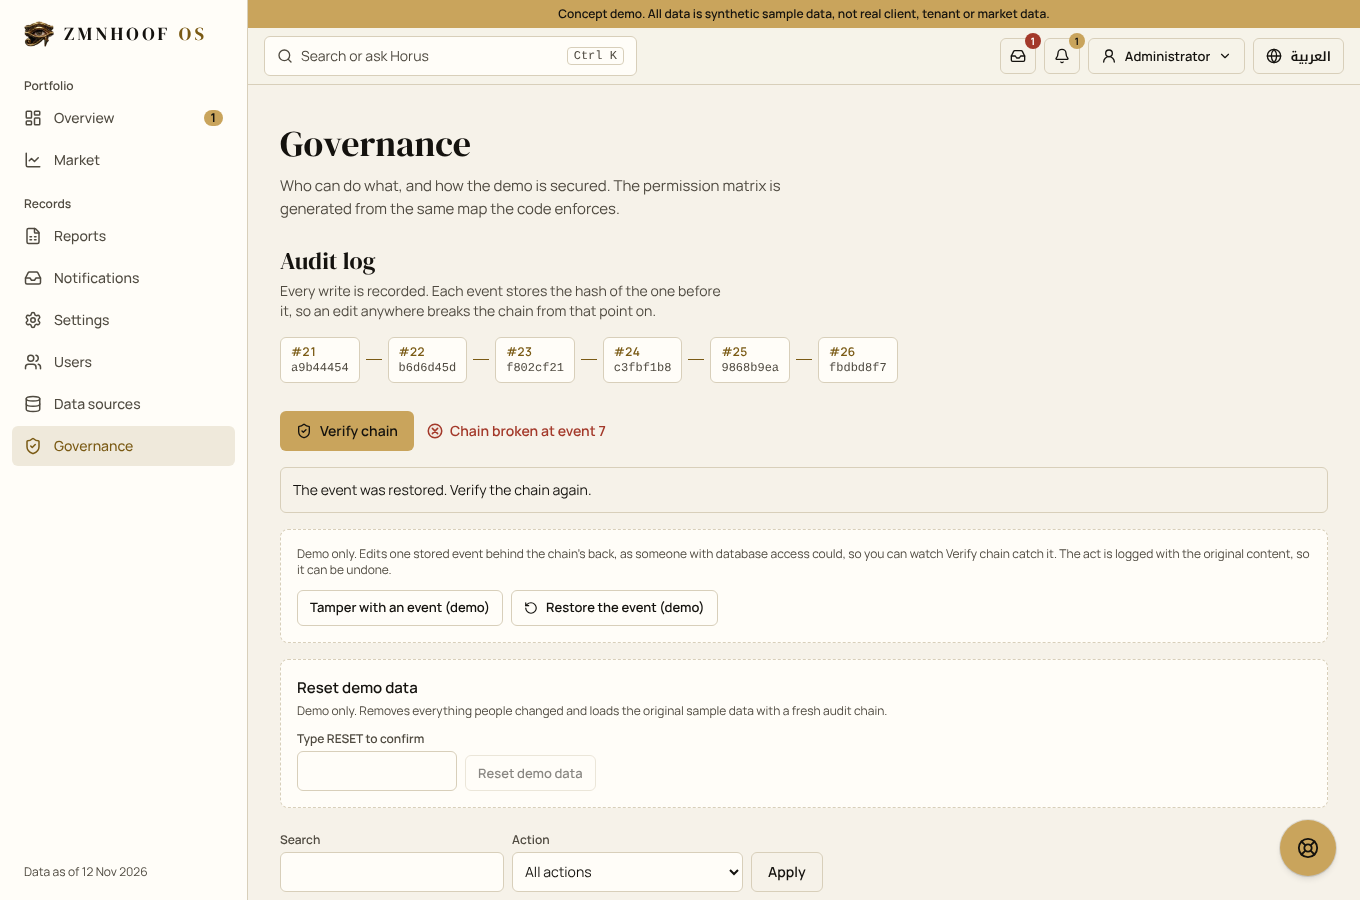 Concept demo. All data is synthetic sample data, not real client, tenant or market data.
ZMNHOOF OS
Search or ask Horus
Ctrl K
1
1
Administrator
العربية
Portfolio
Overview
1
Market
Records
Reports
Notifications
Settings
Users
Data sources
Governance
Data as of 12 Nov 2026
Governance
Who can do what, and how the demo is secured. The permission matrix is
generated from the same map the code enforces.
Audit log
Every write is recorded. Each event stores the hash of the one before
it, so an edit anywhere breaks the chain from that point on.
#21
a9b44454
#22
b6d6d45d
#23
f802cf21
#24
c3fbf1b8
#25
9868b9ea
#26
fbdbd8f7
Verify chain
Chain broken at event 7
The event was restored. Verify the chain again.
Demo only. Edits one stored event behind the chain's back, as someone with database access could, so you can watch Verify chain catch it. The act is logged with the original content, so
it can be undone.
Tamper with an event (demo)
Restore the event (demo)
Reset demo data
Demo only. Removes everything people changed and loads the original sample data with a fresh audit chain.
Type RESET to confirm
Reset demo data
Search
Action
All actions
Apply